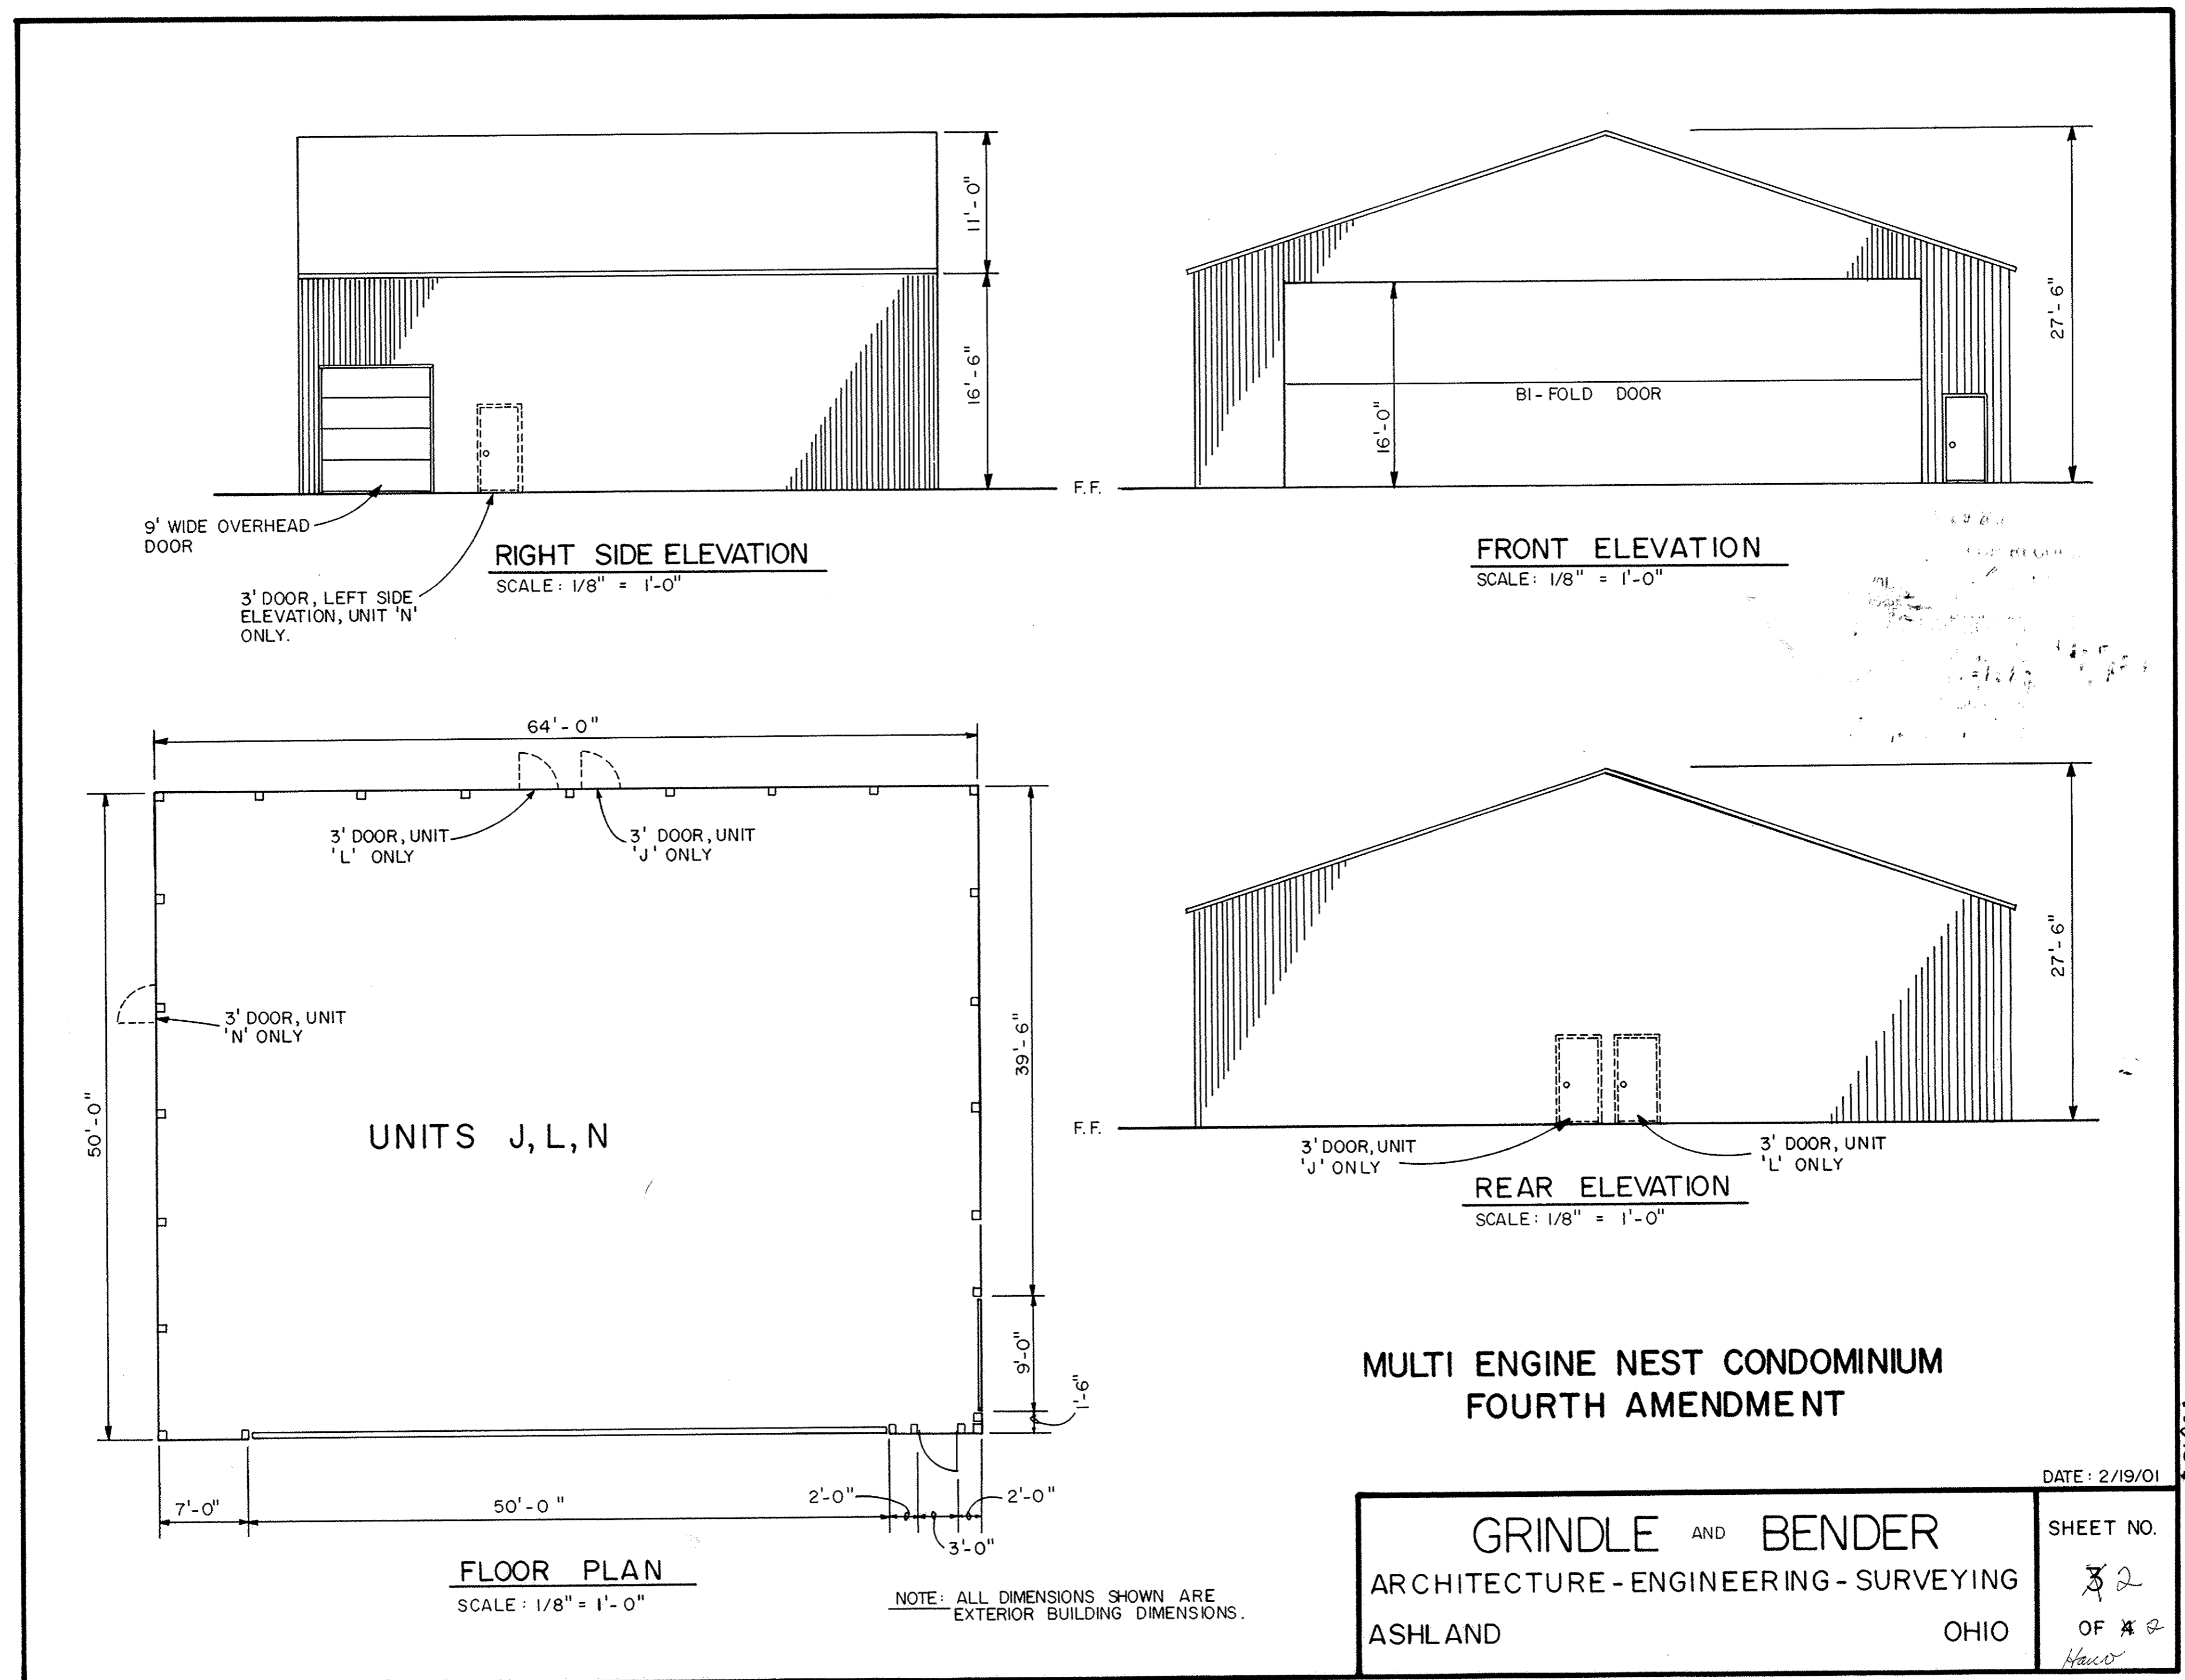 11'-0"
16'-6"
9' WIDE OVERHEAD
DOOR
3' DOOR, LEFT SIDE
ELEVATION, UNIT 'N'
ONLY.
RIGHT SIDE ELEVATION
SCALE: 1/8" = 1'-0"
F.F.
27'-6"
16'-0"
BI-FOLD DOOR
FRONT ELEVATION
SCALE: 1/8" = 1'-0"
64'-0"
3' DOOR, UNIT
'L' ONLY
3' DOOR, UNIT
'J' ONLY
3' DOOR, UNIT
'N' ONLY
50'-0"
39'-6"
9'-0"
1'-6"
UNITS J, L, N
7'-0"
50'-0"
2'-0"
3'-0"
2'-0"
FLOOR PLAN
SCALE: 1/8" = 1'-0"
NOTE: ALL DIMENSIONS SHOWN ARE
EXTERIOR BUILDING DIMENSIONS.
27'-6"
F.F.
3' DOOR, UNIT
'J' ONLY
3' DOOR, UNIT
'L' ONLY
REAR ELEVATION
SCALE: 1/8" = 1'-0"
MULTI ENGINE NEST CONDOMINIUM
FOURTH AMENDMENT
DATE: 2/19/01
GRINDLE AND BENDER
ARCHITECTURE-ENGINEERING-SURVEYING
ASHLAND OHIO
SHEET NO.
3 2
OF 4 2